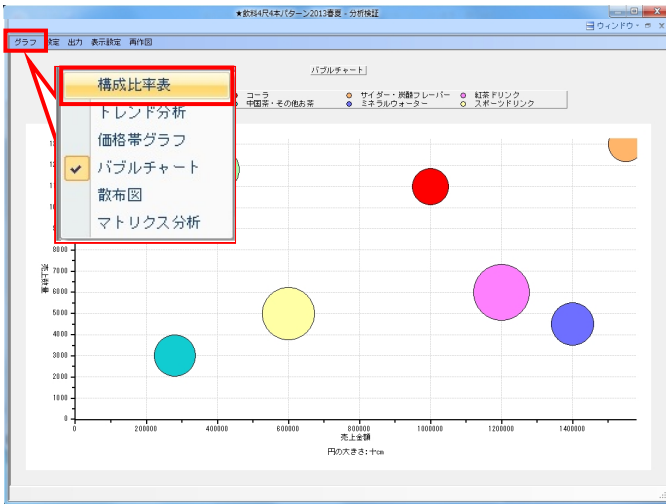 ★飲料4尺4本パターン2013春夏 - 分析検証
ウィンドウ
グラフ 設定 出力 表示設定 再作図
バブルチャート
コーラ サイダー・炭酸フレーバー 紅茶ドリンク
中国茶・その他お茶 ミネラルウォーター スポーツドリンク
構成比率表
トレンド分析
価格帯グラフ
バブルチャート
散布図
マトリクス分析
売上数量
8000
7000
6000
5000
4000
3000
2000
1000
0
0 200000 400000 600000 800000 1000000 1200000 1400000
売上金額
円の大きさ:十cm